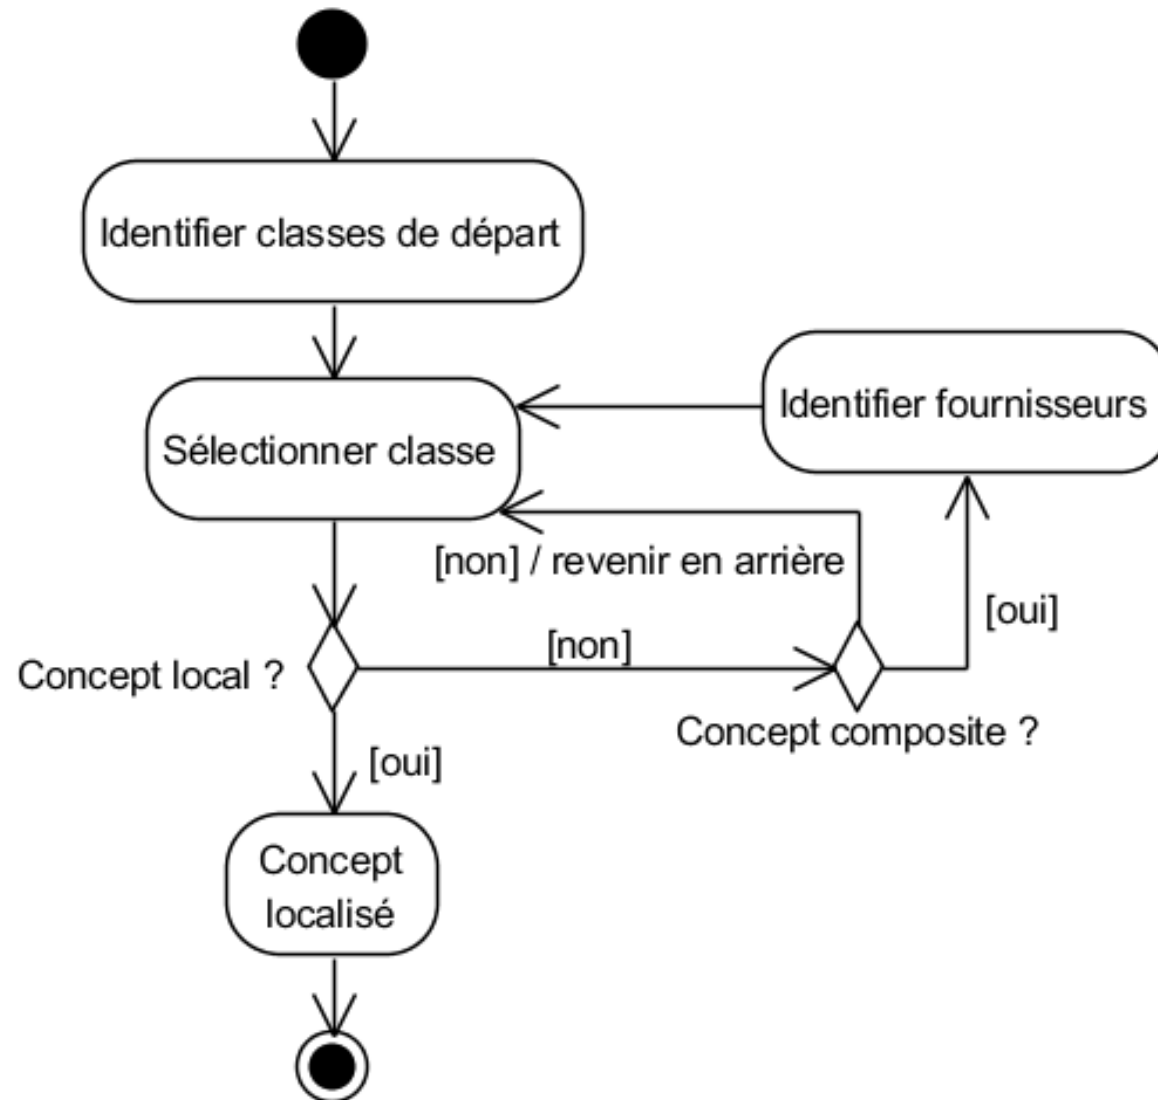 Identifier classes de départ
Identifier fournisseurs
Sélectionner classe
[non] / revenir en arrière
[oui]
[non]
Concept local ?
Concept composite ?
[oui]
Concept
localisé